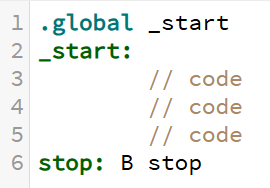 1 .global _start
2 _start:
3 // code
4 // code
5 // code
6 stop: B stop